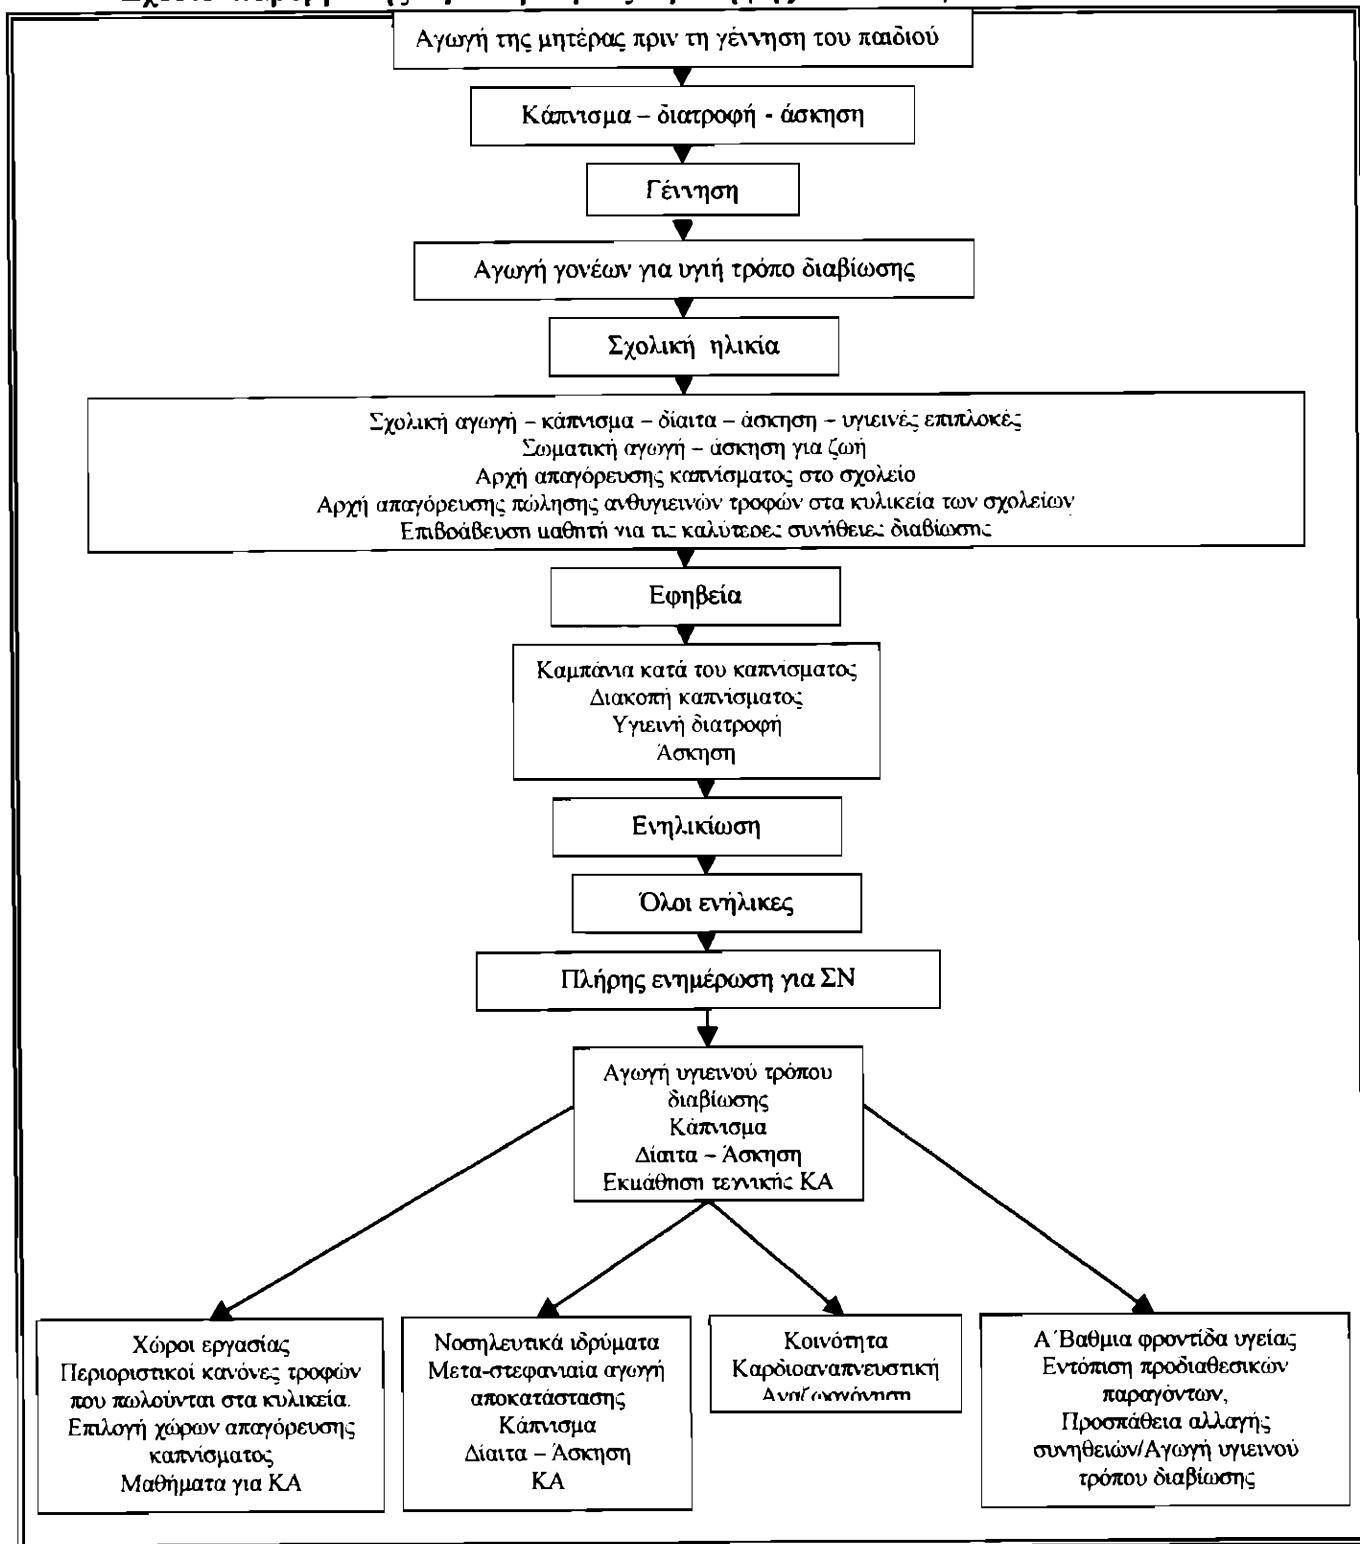 Αγωγή της μητέρας πριν τη γέννηση του παιδιού
Κάπνισμα – διατροφή - άσκηση
Γέννηση
Αγωγή γονέων για υγιή τρόπο διαβίωσης
Σχολική ηλικία
Σχολική αγωγή – κάπνισμα – δίαιτα – άσκηση – υγιεινές επιπλοκές
Σωματική αγωγή – άσκηση για ζωή
Αρχή απαγόρευσης καπνίσματος στο σχολείο
Αρχή απαγόρευσης πώλησης ανθυγιεινών τροφών στα κυλικεία των σχολείων
Επιβράβευση μαθητή για τις καλύτερες συνήθειες διαβίωσης
Εφηβεία
Καμπάνια κατά του καπνίσματος
Διακοπή καπνίσματος
Υγιεινή διατροφή
Άσκηση
Ενηλικίωση
Όλοι ενήλικες
Πλήρης ενημέρωση για ΣΝ
Αγωγή υγιεινού τρόπου
διαβίωσης
Κάπνισμα
Δίαιτα – Άσκηση
Εκμάθηση τεχνικής ΚΑ
Χώροι εργασίας
Περιοριστικοί κανόνες τροφών
που πωλούνται στα κυλικεία.
Επιλογή χώρων απαγόρευσης
καπνίσματος
Μαθήματα για ΚΑ
Νοσηλευτικά ιδρύματα
Μετα-στεφανιαία αγωγή
αποκατάστασης
Κάπνισμα
Δίαιτα – Άσκηση
ΚΑ
Κοινότητα
Καρδιοαναπνευστική
Αναζωογόνηση
Α΄Βαθμια φροντίδα υγείας
Εντόπιση προδιαθεσικών
παραγόντων,
Προσπάθεια αλλαγής
συνηθειών/Αγωγή υγιεινού
τρόπου διαβίωσης